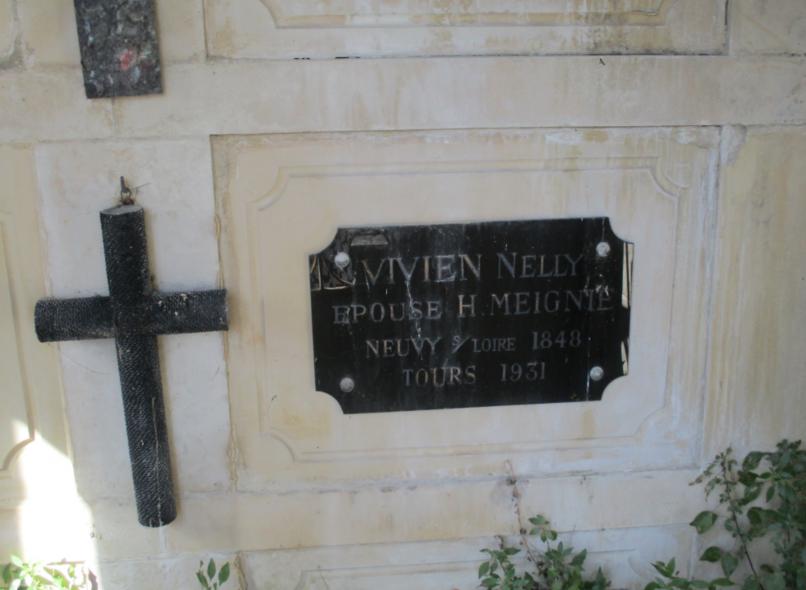 VIVIEN NELLY
EPOUSE H. MEIGNIE
NEUVY S/LOIRE 1848
TOURS 1931